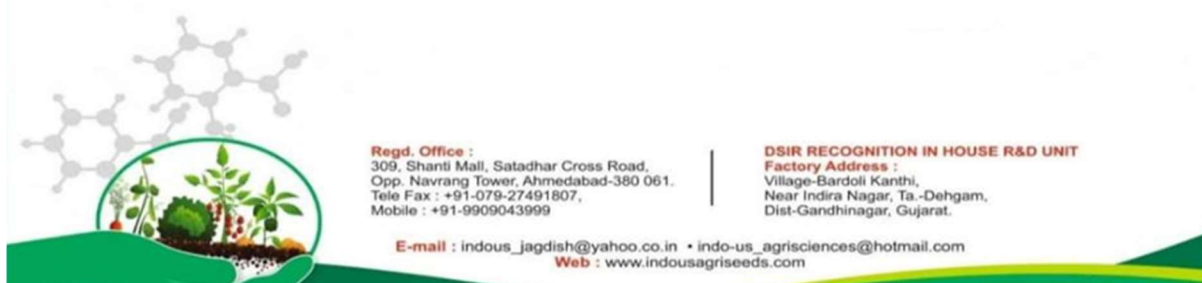 Regd. Office :
309, Shanti Mall, Satadhar Cross Road,
Opp. Navrang Tower, Ahmedabad-380 061.
Tele Fax : +91-079-27491807,
Mobile : +91-9909043999
DSIR RECOGNITION IN HOUSE R&D UNIT
Factory Address :
Village-Bardoli Kanthi,
Near Indira Nagar, Ta.-Dehgam,
Dist-Gandhinagar, Gujarat.
E-mail : indous_jagdish@yahoo.co.in • indo-us_agrisciences@hotmail.com
Web : www.indousagriseeds.com